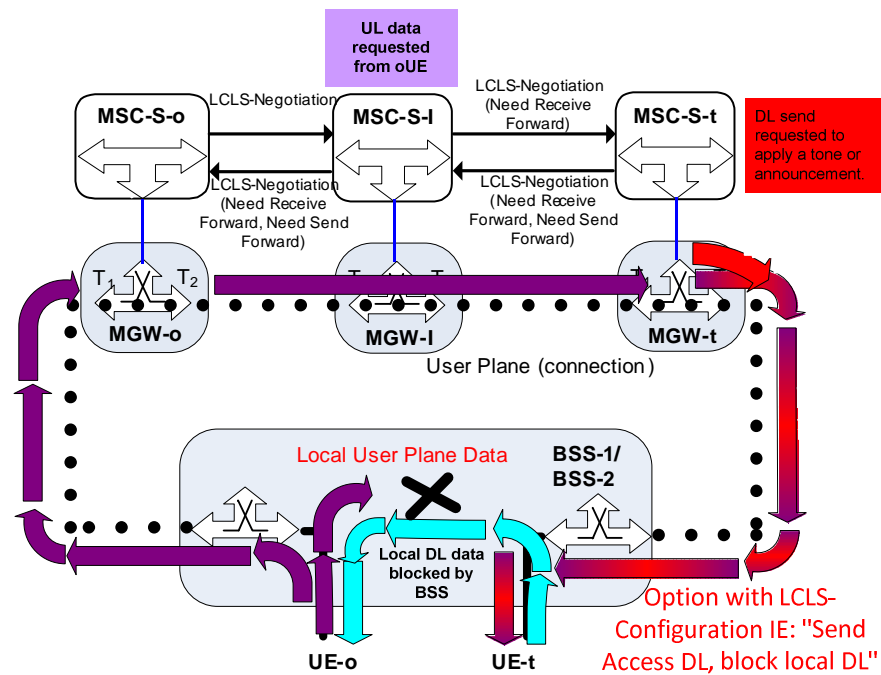 UL data
requested
from oUE
LCLS-Negotiation
LCLS-Negotiation
(Need Receive
Forward)
MSC-S-o
MSC-S-I
MSC-S-t
DL send
requested to
apply a tone or
announcement.
LCLS-Negotiation
(Need Receive
Forward, Need Send
Forward)
LCLS-Negotiation
(Need Receive
Forward, Need Send
Forward)
T1
T2
T
T
T
MGW-o
MGW-I
MGW-t
User Plane (connection)
Local User Plane Data
BSS-1/
BSS-2
Local DL data
blocked by
BSS
Option with LCLS-
Configuration IE: "Send
Access DL, block local DL"
UE-o
UE-t